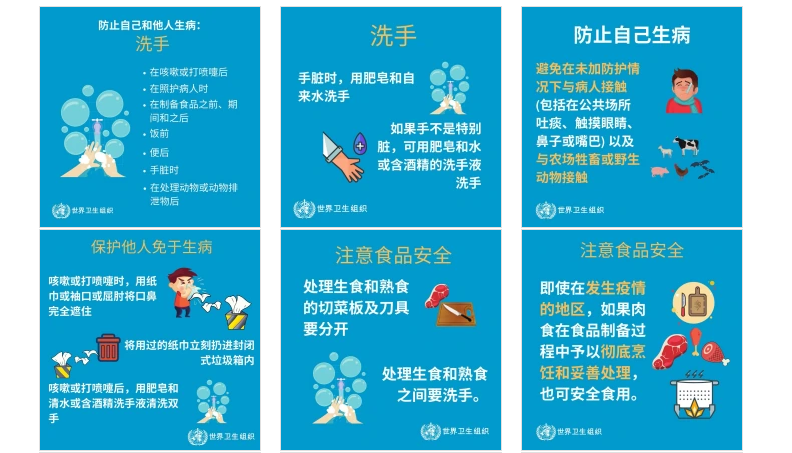 防止自己和他人生病：
洗手
• 在咳嗽或打喷嚏后
• 在照护病人时
• 在制备食品之前、期
间和之后
• 饭前
• 便后
• 手脏时
• 在处理动物或动物排
泄物后
世界卫生组织
洗手
手脏时，用肥皂和自
来水洗手
如果手不是特别
脏，可用肥皂和水
或含酒精的洗手液
洗手
世界卫生组织
防止自己生病
避免在未加防护情
况下与病人接触
(包括在公共场所
吐痰、触摸眼睛、
鼻子或嘴巴) 以及
与农场牲畜或野生
动物接触
世界卫生组织
保护他人免于生病
咳嗽或打喷嚏时，用纸
巾或袖口或屈肘将口鼻
完全遮住
将用过的纸巾立刻扔进封闭
式垃圾箱内
咳嗽或打喷嚏后，用肥皂和
清水或含酒精洗手液清洗双
手
世界卫生组织
注意食品安全
处理生食和熟食
的切菜板及刀具
要分开
处理生食和熟食
之间要洗手。
世界卫生组织
注意食品安全
即使在发生疫情
的地区，如果肉
食在食品制备过
程中予以彻底烹
饪和妥善处理，
也可安全食用。
世界卫生组织